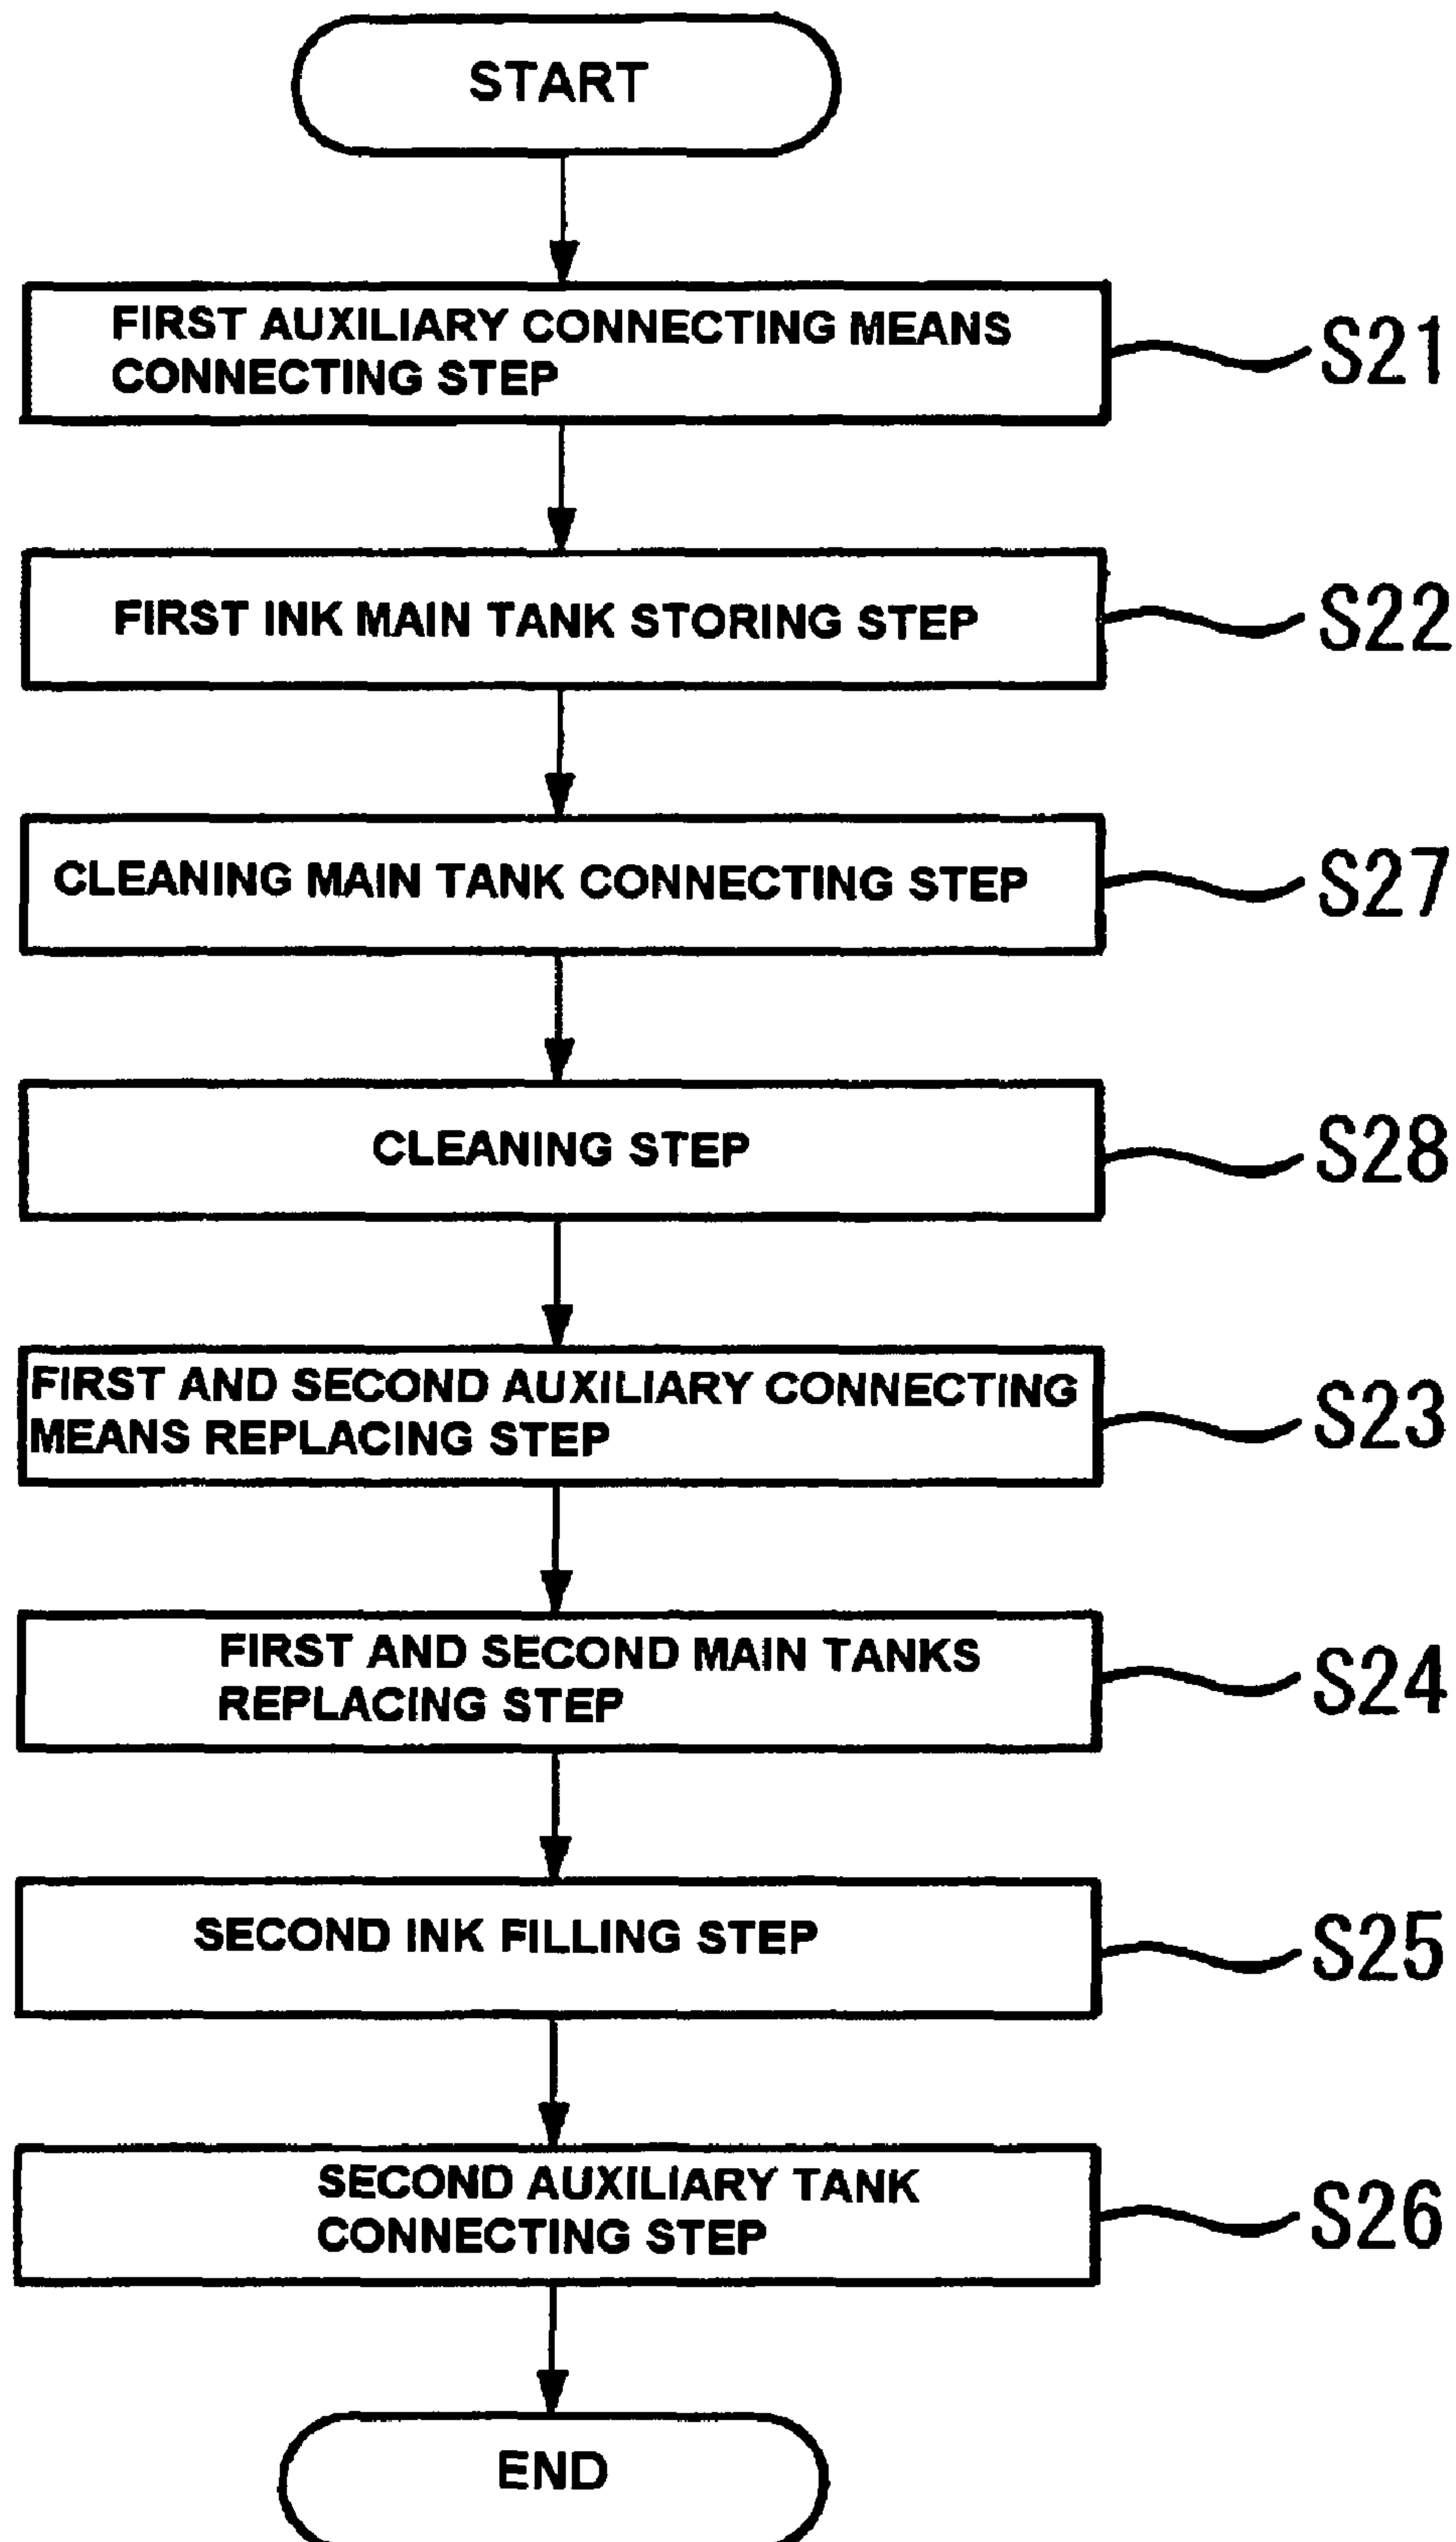 START
FIRST AUXILIARY CONNECTING MEANS
CONNECTING STEP
S21
FIRST INK MAIN TANK STORING STEP
S22
CLEANING MAIN TANK CONNECTING STEP
S27
CLEANING STEP
S28
FIRST AND SECOND AUXILIARY CONNECTING
MEANS REPLACING STEP
S23
FIRST AND SECOND MAIN TANKS
REPLACING STEP
S24
SECOND INK FILLING STEP
S25
SECOND AUXILIARY TANK
CONNECTING STEP
S26
END